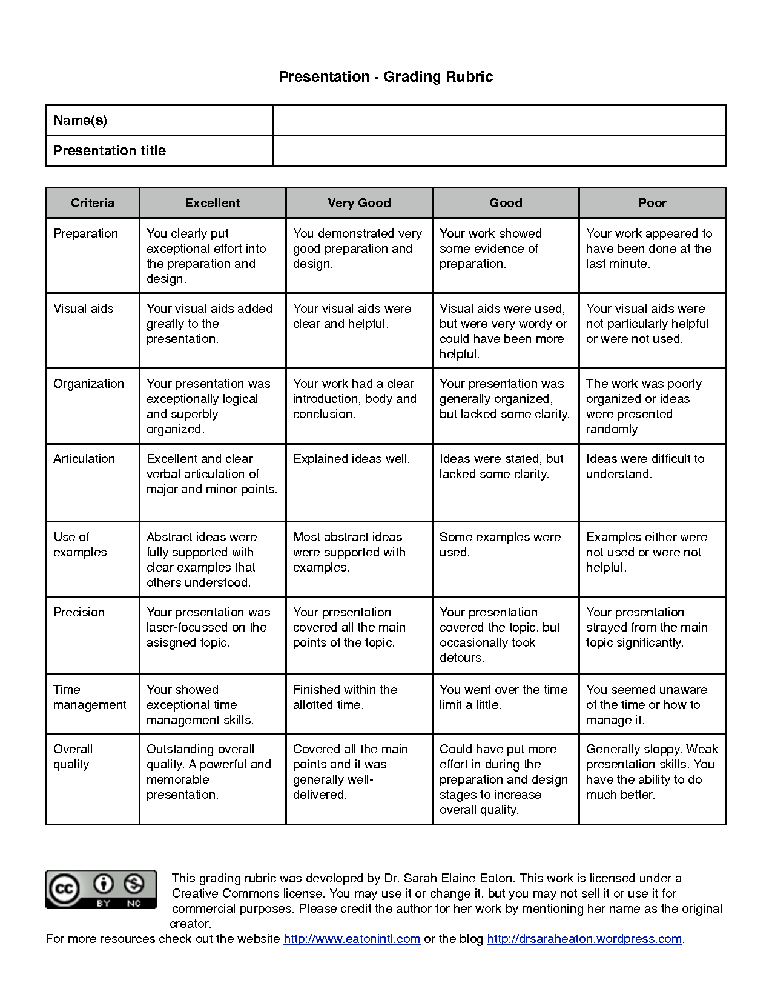 Presentation - Grading Rubric
Name(s)
Presentation title
Criteria Excellent Very Good Good Poor
Preparation
You clearly put
exceptional effort into
the preparation and
design.
You demonstrated very
good preparation and
design.
Your work showed
some evidence of
preparation.
Your work appeared to
have been done at the
last minute.
Visual aids
Your visual aids added
greatly to the
presentation.
Your visual aids were
clear and helpful.
Visual aids were used,
but were very wordy or
could have been more
helpful.
Your visual aids were
not particularly helpful
or were not used.
Organization
Your presentation was
exceptionally logical
and superbly
organized.
Your work had a clear
introduction, body and
conclusion.
Your presentation was
generally organized,
but lacked some clarity.
The work was poorly
organized or ideas
were presented
randomly
Articulation
Excellent and clear
verbal articulation of
major and minor points.
Explained ideas well.
Ideas were stated, but
lacked some clarity.
Ideas were difficult to
understand.
Use of
examples
Abstract ideas were
fully supported with
clear examples that
others understood.
Most abstract ideas
were supported with
examples.
Some examples were
used.
Examples either were
not used or were not
helpful.
Precision
Your presentation was
laser-focussed on the
asisgned topic.
Your presentation
covered all the main
points of the topic.
Your presentation
covered the topic, but
occasionally took
detours.
Your presentation
strayed from the main
topic significantly.
Time
management
Your showed
exceptional time
management skills.
Finished within the
allotted time.
You went over the time
limit a little.
You seemed unaware
of the time or how to
manage it.
Overall
quality
Outstanding overall
quality. A powerful and
memorable
presentation.
Covered all the main
points and it was
generally well-
delivered.
Could have put more
effort in during the
preparation and design
stages to increase
overall quality.
Generally sloppy. Weak
presentation skills. You
have the ability to do
much better.
cc
BY NC
This grading rubric was developed by Dr. Sarah Elaine Eaton. This work is licensed under a
Creative Commons license. You may use it or change it, but you may not sell it or use it for
commercial purposes. Please credit the author for her work by mentioning her name as the original
creator.
For more resources check out the website http://www.eatonintl.com or the blog http://drsaraheaton.wordpress.com.